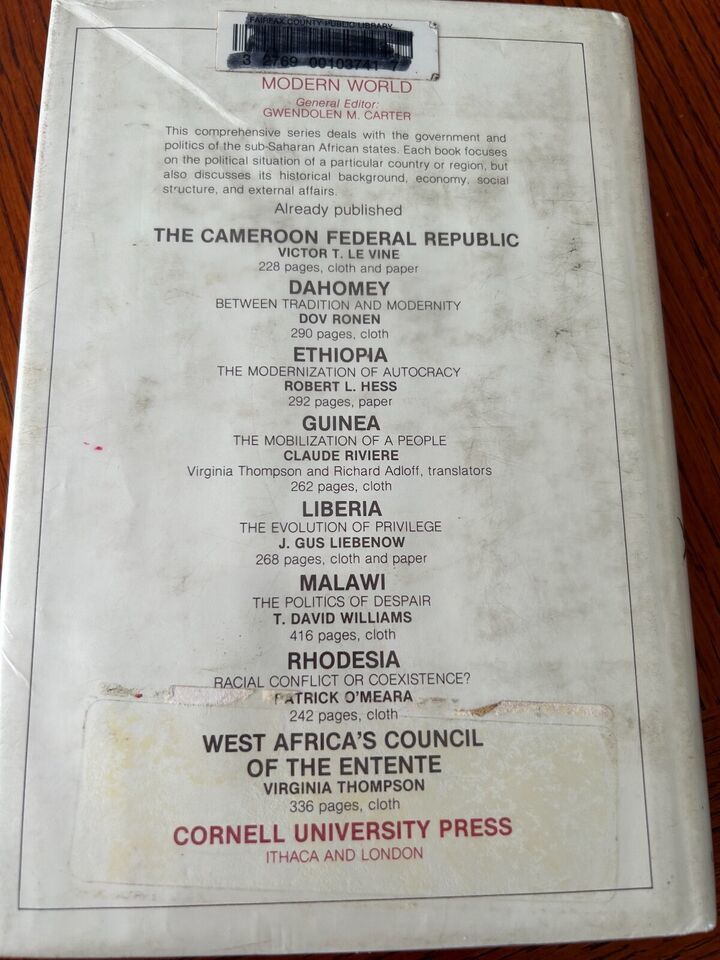 FAIRFAX COUNTY PUBLIC LIBRARY
3 2769 00103741 7
MODERN WORLD
General Editor:
GWENDOLEN M. CARTER
This comprehensive series deals with the government and
politics of the sub-Saharan African states. Each book focuses
on the political situation of a particular country or region, but
also discusses its historical background, economy, social
structure, and external affairs.
Already published
THE CAMEROON FEDERAL REPUBLIC
VICTOR T. LE VINE
228 pages, cloth and paper
DAHOMEY
BETWEEN TRADITION AND MODERNITY
DOV RONEN
290 pages, cloth
ETHIOPIA
THE MODERNIZATION OF AUTOCRACY
ROBERT L. HESS
292 pages, paper
GUINEA
THE MOBILIZATION OF A PEOPLE
CLAUDE RIVIERE
Virginia Thompson and Richard Adloff, translators
262 pages, cloth
LIBERIA
THE EVOLUTION OF PRIVILEGE
J. GUS LIEBENOW
268 pages, cloth and paper
MALAWI
THE POLITICS OF DESPAIR
T. DAVID WILLIAMS
416 pages, cloth
RHODESIA
RACIAL CONFLICT OR COEXISTENCE?
PATRICK O'MEARA
242 pages, cloth
WEST AFRICA'S COUNCIL
OF THE ENTENTE
VIRGINIA THOMPSON
336 pages, cloth
CORNELL UNIVERSITY PRESS
ITHACA AND LONDON